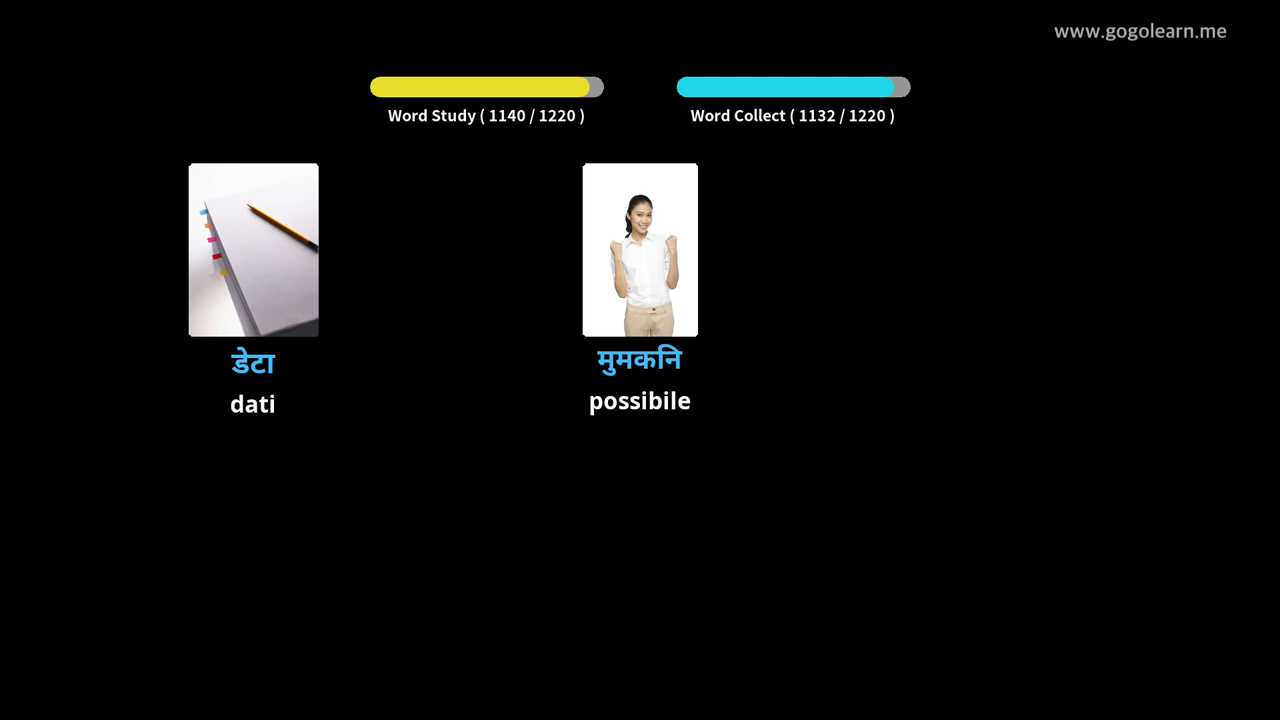 www.gogolearn.me
Word Study ( 1140 / 1220 )
Word Collect ( 1132 / 1220 )
डेटा
dati
मुमकनि
possibile